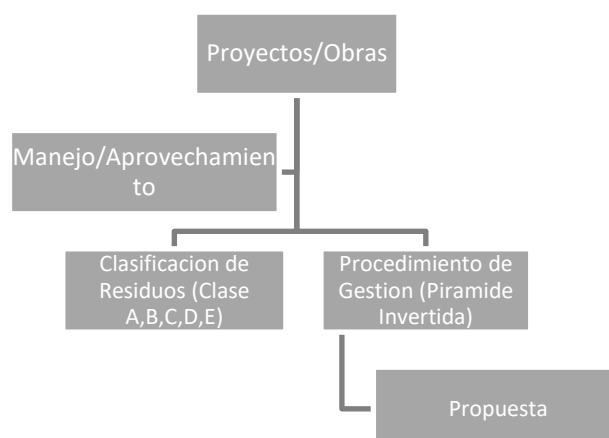 Proyectos/Obras
Manejo/Aprovechamien
to
Clasificacion de
Residuos (Clase
A,B,C,D,E)
Procedimiento de
Gestion (Piramide
Invertida)
Propuesta